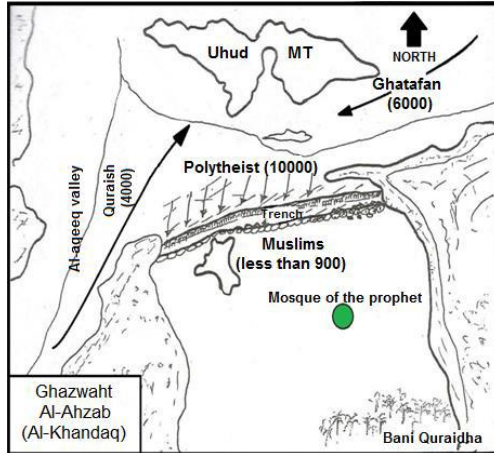 Uhud MT
NORTH
Ghatafan
(6000)
Al-aqeeq valley
Quraish
(4000)
Polytheist (10000)
Trench
Muslims
(less than 900)
Mosque of the prophet
Ghazwaht
Al-Ahzab
(Al-Khandaq)
Bani Quraidha